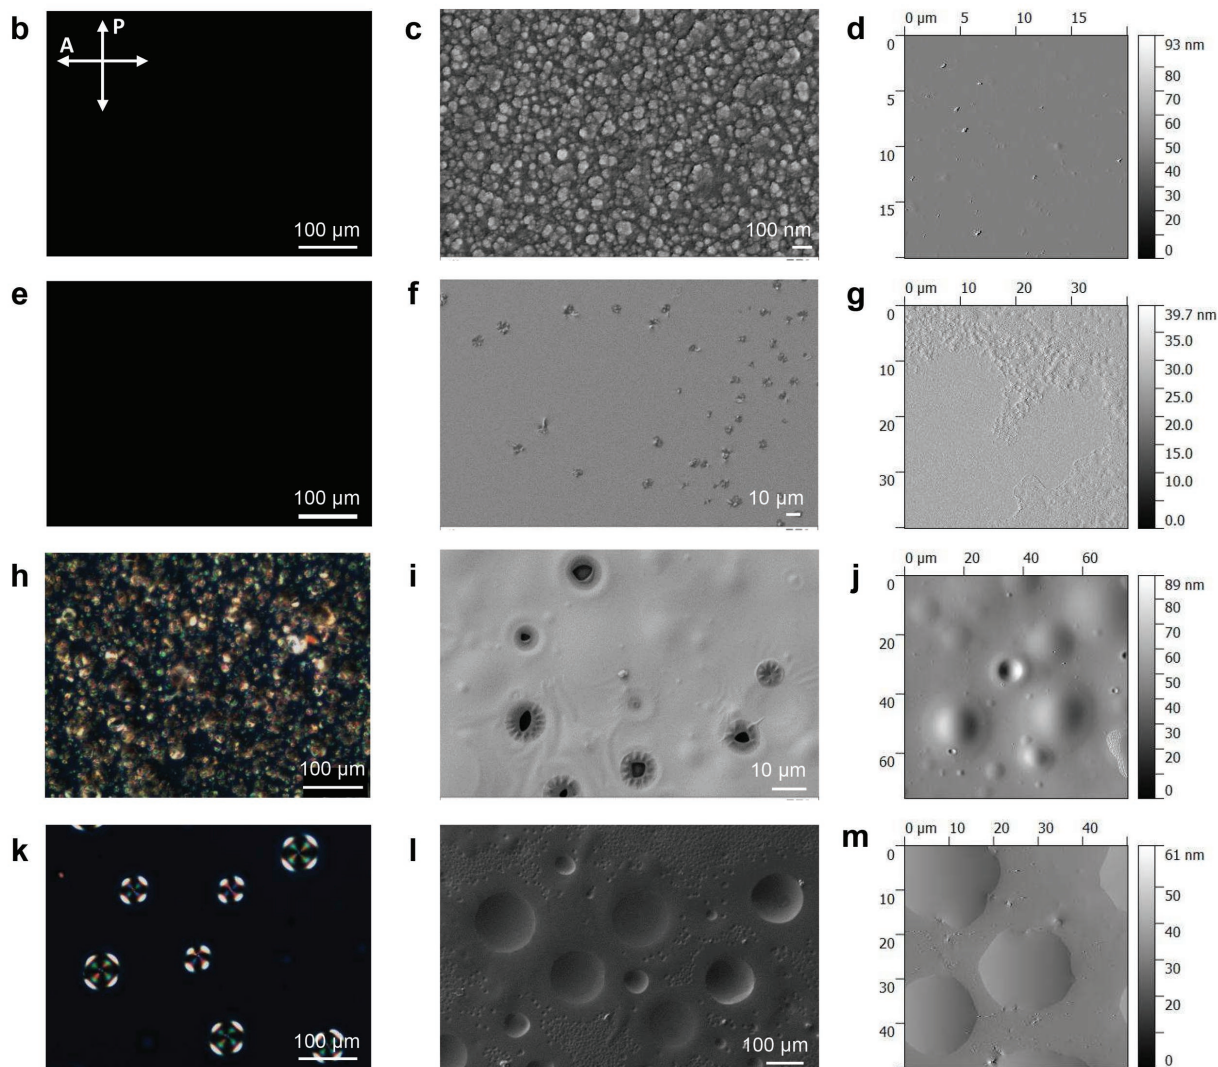 b
P
A
100 µm
c
100 nm
d
0 µm 5 10 15
0
5
10
15
93 nm
80
70
60
50
40
30
20
0
e
100 µm
f
10 µm
g
0 µm 10 20 30
0
10
20
30
39.7 nm
35.0
30.0
25.0
20.0
15.0
10.0
0.0
h
100 µm
i
10 µm
j
0 µm 20 40 60
0
20
40
60
89 nm
80
70
60
50
40
30
20
0
k
100 µm
l
100 µm
m
0 µm 10 20 30 40
0
10
20
30
40
61 nm
50
40
30
20
0